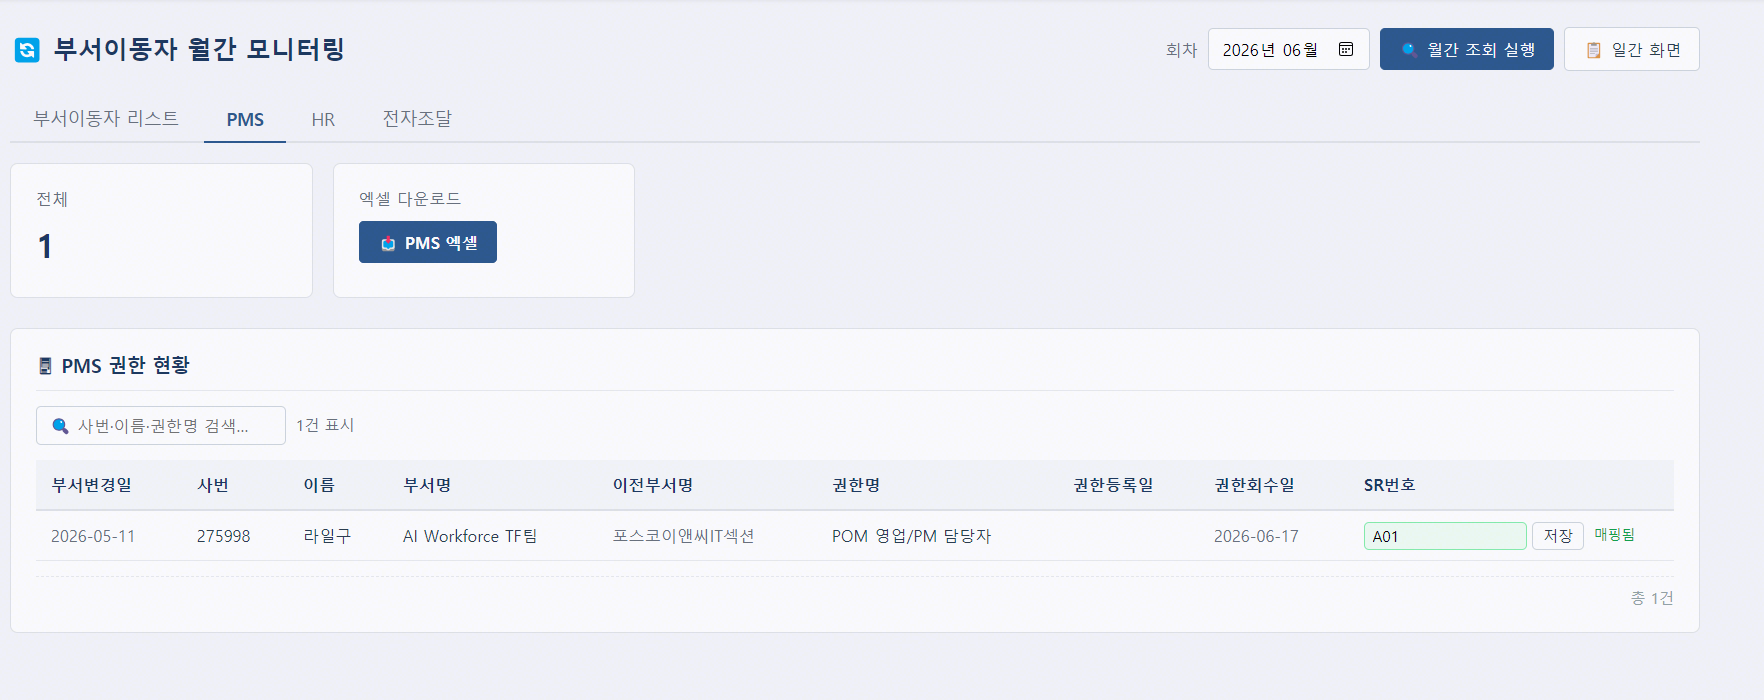 부서이동자 월간 모니터링
회차 2026년 06월 월간 조회 실행 일간 화면
부서이동자 리스트 PMS HR 전자조달
전체
1
엑셀 다운로드
PMS 엑셀
PMS 권한 현황
사번·이름·권한명 검색... 1건 표시
부서변경일 사번 이름 부서명 이전부서명 권한명 권한등록일 권한회수일 SR번호
2026-05-11 275998 라일구 AI Workforce TF팀 포스코이앤씨IT섹션 POM 영업/PM 담당자 2026-06-17 A01 저장 매핑됨
총 1건